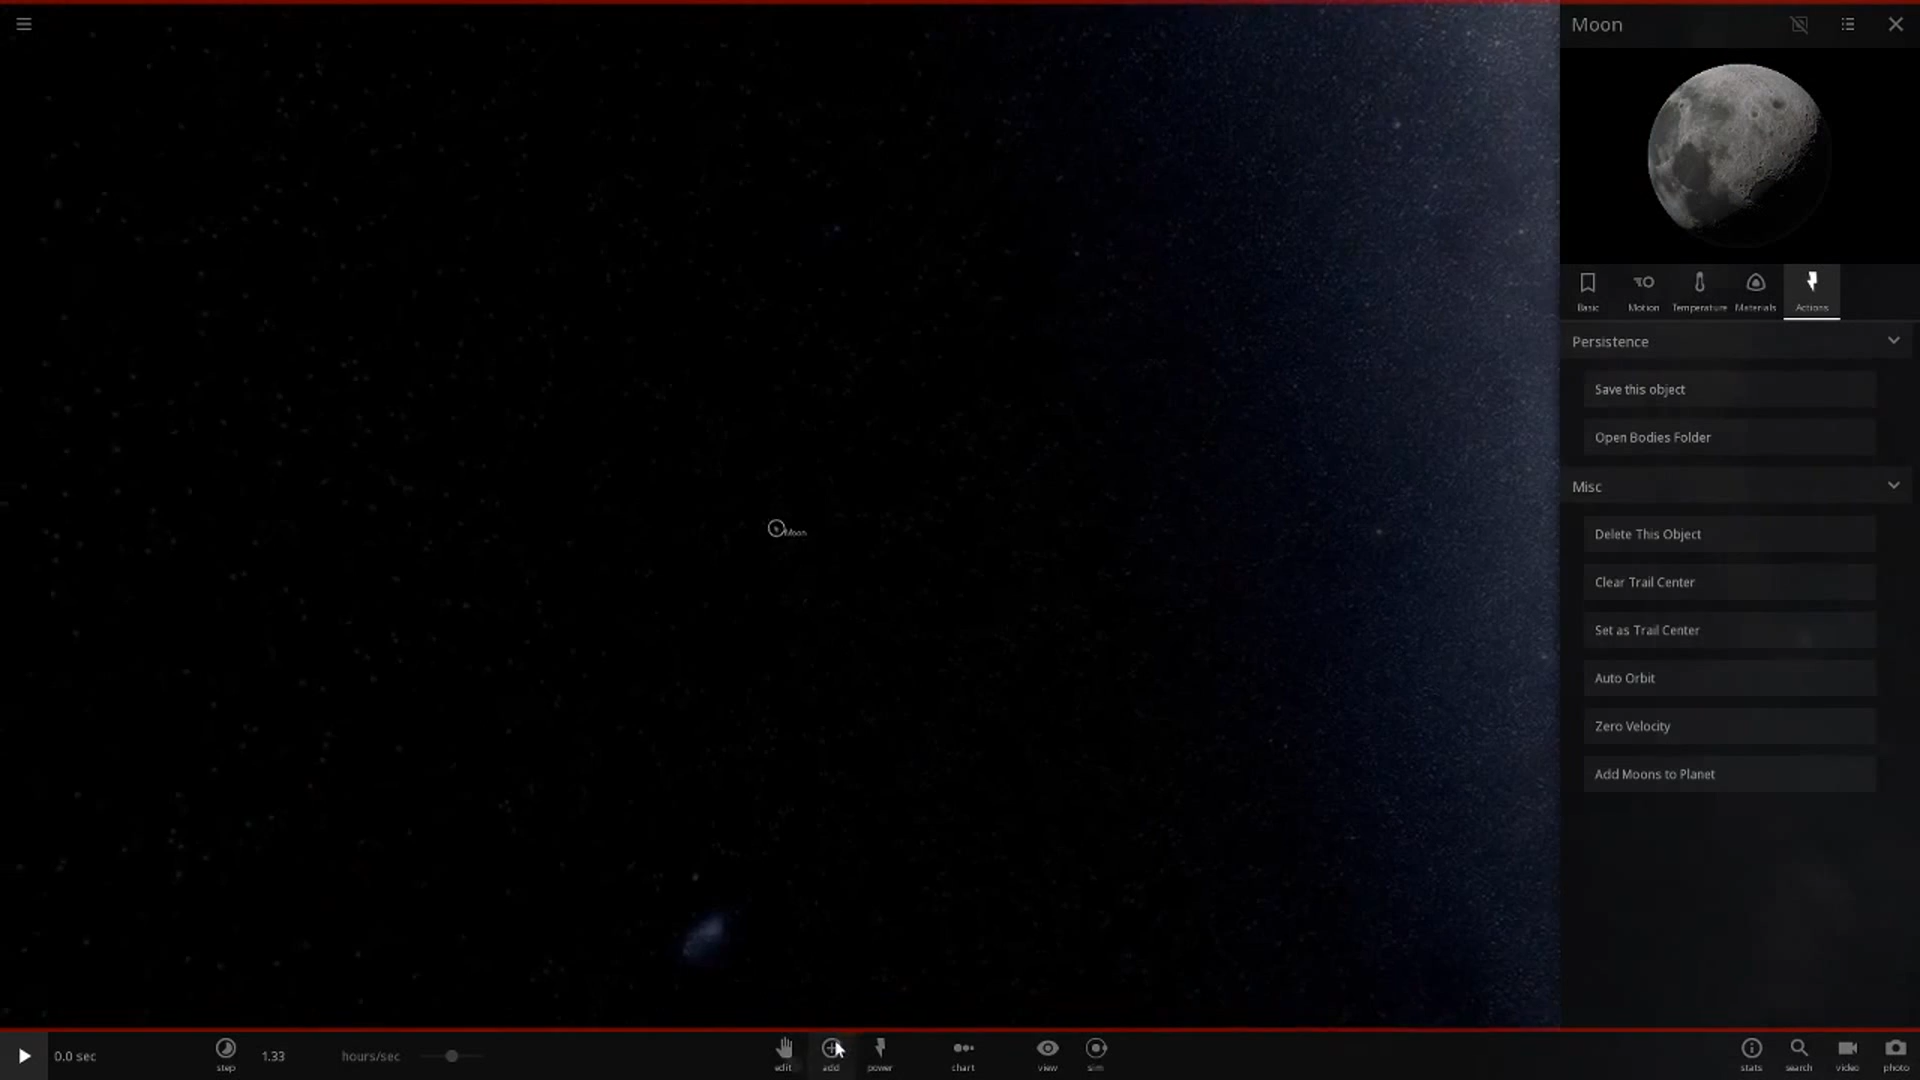 Moon
Basic
Motion
Temperature
Materials
Actions
Persistence
Save this object
Open Bodies Folder
Misc
Delete This Object
Clear Trail Center
Set as Trail Center
Auto Orbit
Zero Velocity
Add Moons to Planet
Moon
0.0 sec
step
1.33
hours/sec
edit
add
power
chart
view
sim
stats
search
video
photo